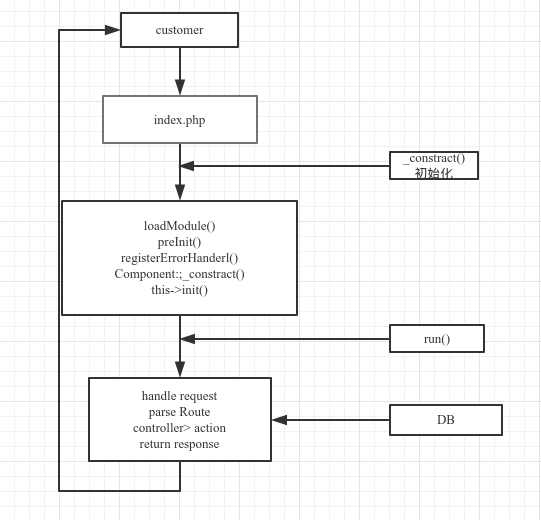 customer
index.php
_constract()
初始化
loadModule()
preInit()
registerErrorHanderl()
Component:;_constract()
this->init()
run()
handle request
parse Route
controller> action
return response
DB